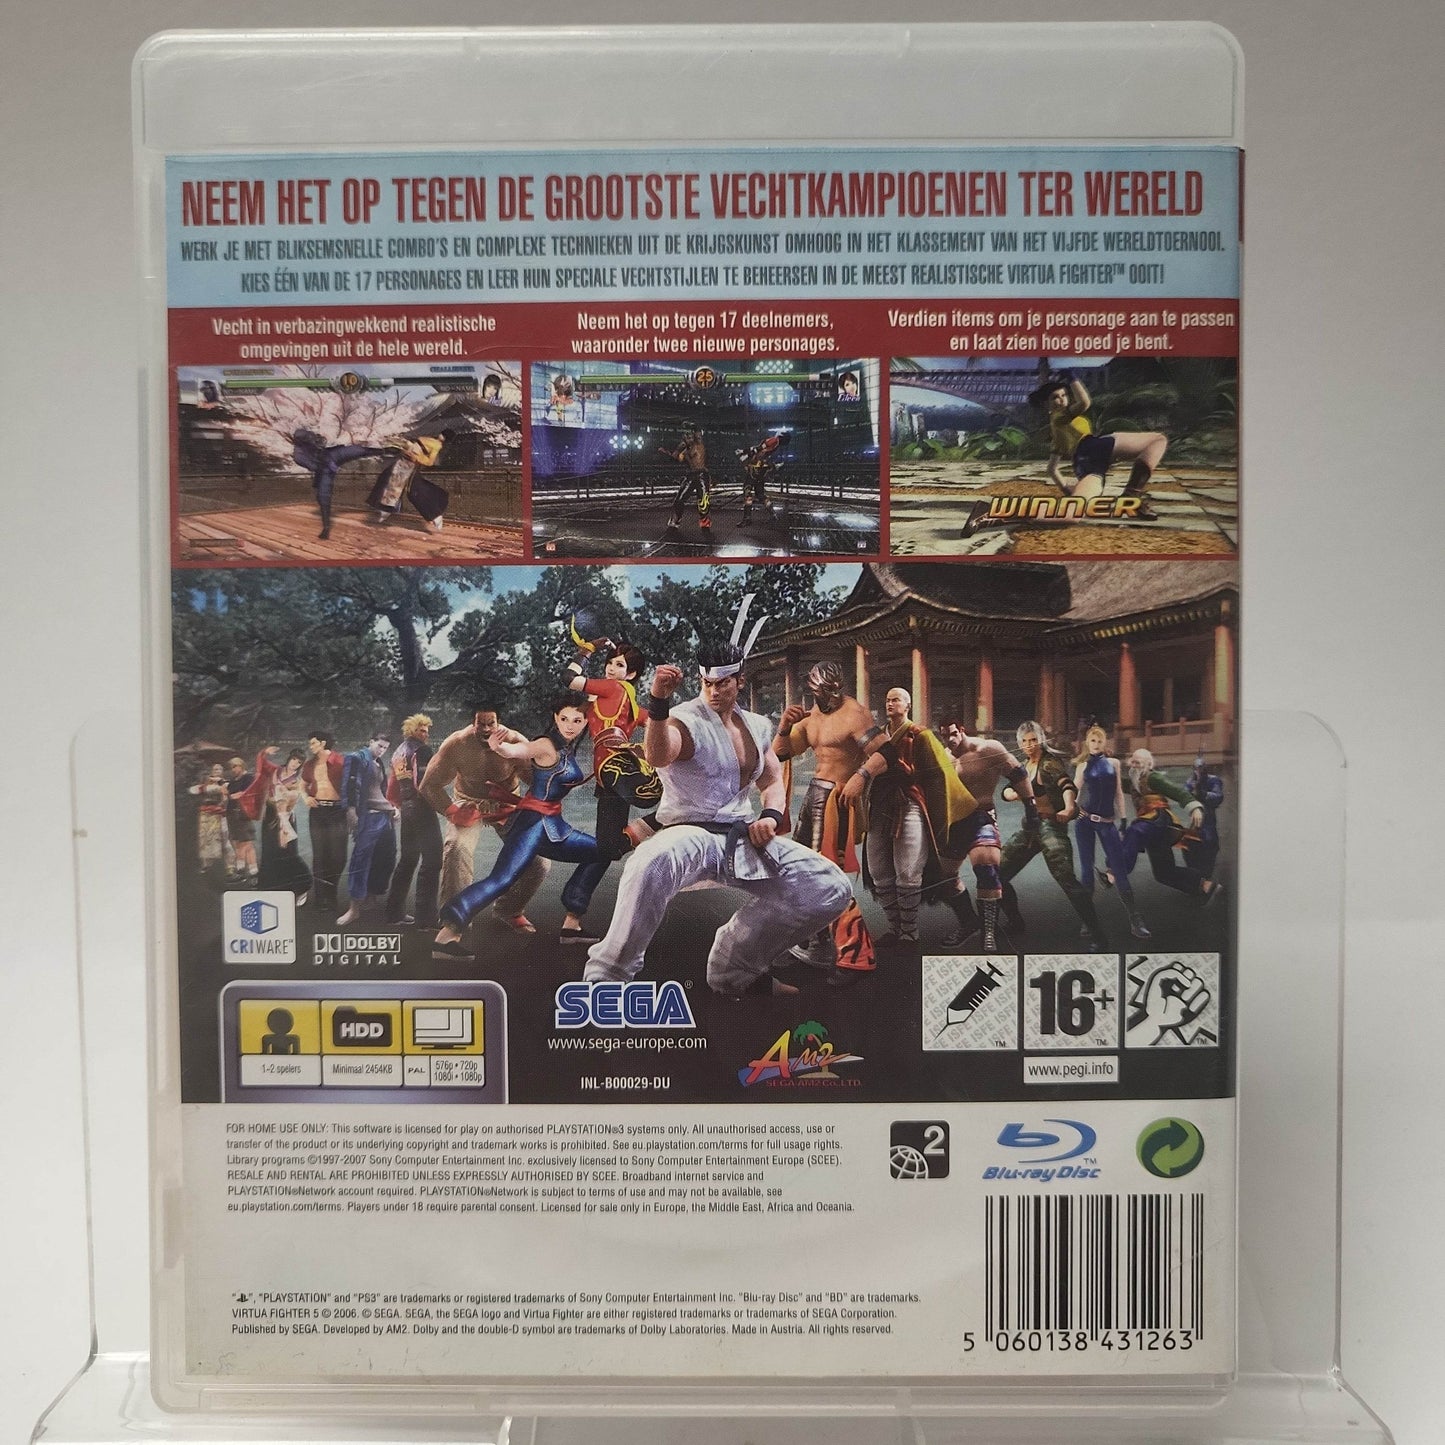 NEEM HET OP TEGEN DE GROOTSTE VECHTKAMPIOENEN TER WERELD
WERK JE MET BLIKSEMSNELLE COMBO'S EN COMPLEXE TECHNIEKEN UIT DE KRIJGSKUNST OMHOOG IN HET KLASSEMENT VAN HET VIJFDE WERELDTOERNOOI.
KIES ÉÉN VAN DE 17 PERSONAGES EN LEER HUN SPECIALE VECHTSTIJLEN TE BEHEERSEN IN DE MEEST REALISTISCHE VIRTUA FIGHTER™ OOIT!
Vecht in verbazingwekkend realistische
omgevingen uit de hele wereld.
Neem het op tegen 17 deelnemers,
waaronder twee nieuwe personages.
Verdien items om je personage aan te passen
en laat zien hoe goed je bent.
10
25
BLAZE
EILEEN
Eileen
WINNER
CRIWARE™
DOLBY
DIGITAL
HDD
1-2 spelers
Minimaal 2454KB
PAL
576p • 720p
1080i • 1080p
SEGA®
www.sega-europe.com
INL-B00029-DU
AM2
SEGA AM2 Co., LTD.
16+
www.pegi.info
FOR HOME USE ONLY: This software is licensed for play on authorised PLAYSTATION®3 systems only. All unauthorised access, use or
transfer of the product or its underlying copyright and trademark works is prohibited. See eu.playstation.com/terms for full usage rights.
Library programs ©1997-2007 Sony Computer Entertainment Inc. exclusively licensed to Sony Computer Entertainment Europe (SCEE).
RESALE AND RENTAL ARE PROHIBITED UNLESS EXPRESSLY AUTHORISED BY SCEE. Broadband internet service and
PLAYSTATION®Network account required. PLAYSTATION®Network is subject to terms of use and may not be available, see
eu.playstation.com/terms. Players under 18 require parental consent. Licensed for sale only in Europe, the Middle East, Africa and Oceania.
2
Blu-ray Disc™
"PS", "PLAYSTATION" and "PS3" are trademarks or registered trademarks of Sony Computer Entertainment Inc. "Blu-ray Disc" and "BD" are trademarks.
VIRTUA FIGHTER 5 © 2006. © SEGA. SEGA, the SEGA logo and Virtua Fighter are either registered trademarks or trademarks of SEGA Corporation.
Published by SEGA. Developed by AM2. Dolby and the double-D symbol are trademarks of Dolby Laboratories. Made in Austria. All rights reserved.
5 060138 431263